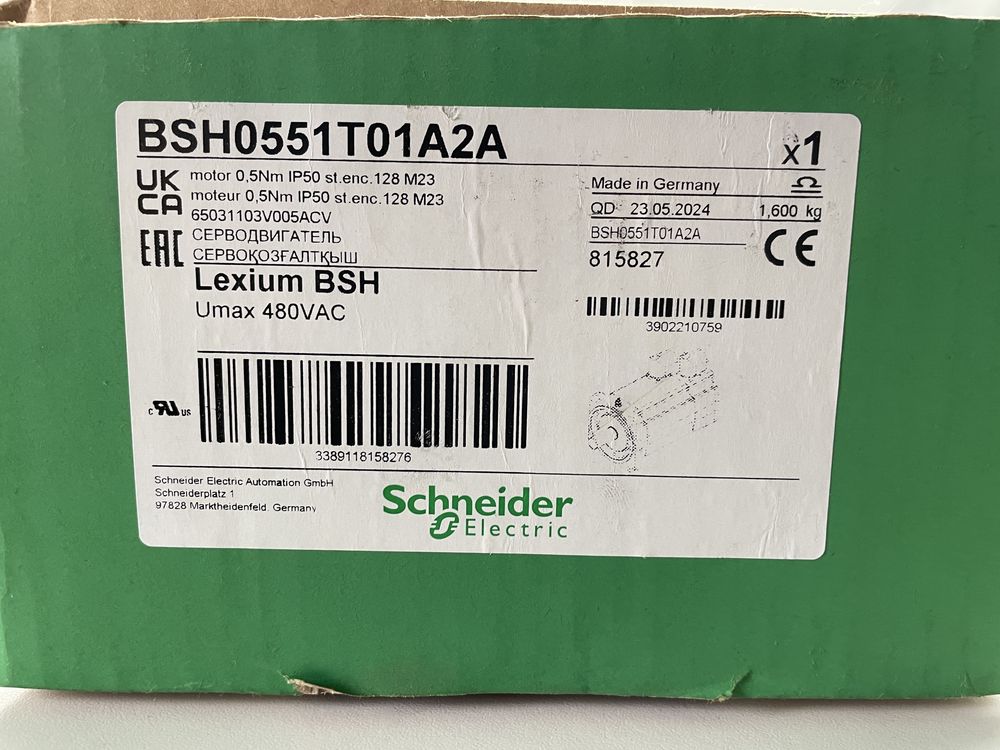 BSH0551T01A2A
x1
UK
CA
motor 0,5Nm IP50 st.enc.128 M23
moteur 0,5Nm IP50 st.enc.128 M23
65031103V005ACV
EAC
СЕРВОДВИГАТЕЛЬ
СЕРВОҚОЗҒАЛТҚЫШ
Lexium BSH
Umax 480VAC
Made in Germany
QD 23.05.2024 1,600 kg
BSH0551T01A2A
815827
CE
3902210759
c RU us
3389118158276
Schneider Electric Automation GmbH
Schneiderplatz 1
97828 Marktheidenfeld, Germany
Schneider
Electric